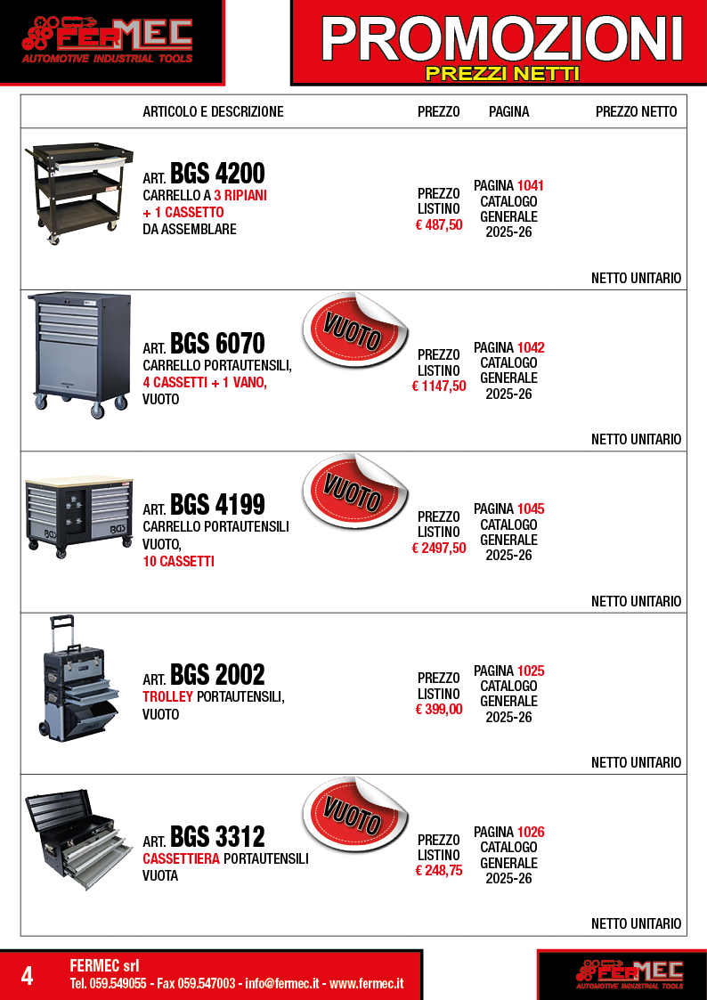 FERMEC
AUTOMOTIVE INDUSTRIAL TOOLS
PROMOZIONI
PREZZI NETTI
ARTICOLO E DESCRIZIONE PREZZO PAGINA PREZZO NETTO
ART. BGS 4200
CARRELLO A 3 RIPIANI
+ 1 CASSETTO
DA ASSEMBLARE
PREZZO
LISTINO
€ 487,50
PAGINA 1041
CATALOGO
GENERALE
2025-26
NETTO UNITARIO
VUOTO
ART. BGS 6070
CARRELLO PORTAUTENSILI,
4 CASSETTI + 1 VANO,
VUOTO
PREZZO
LISTINO
€ 1147,50
PAGINA 1042
CATALOGO
GENERALE
2025-26
NETTO UNITARIO
BGS
BGS
VUOTO
ART. BGS 4199
CARRELLO PORTAUTENSILI
VUOTO,
10 CASSETTI
PREZZO
LISTINO
€ 2497,50
PAGINA 1045
CATALOGO
GENERALE
2025-26
NETTO UNITARIO
ART. BGS 2002
TROLLEY PORTAUTENSILI,
VUOTO
PREZZO
LISTINO
€ 399,00
PAGINA 1025
CATALOGO
GENERALE
2025-26
NETTO UNITARIO
VUOTO
ART. BGS 3312
CASSETTIERA PORTAUTENSILI
VUOTA
PREZZO
LISTINO
€ 248,75
PAGINA 1026
CATALOGO
GENERALE
2025-26
NETTO UNITARIO
4
FERMEC srl
Tel. 059.549055 - Fax 059.547003 - info@fermec.it - www.fermec.it
FERMEC
AUTOMOTIVE INDUSTRIAL TOOLS